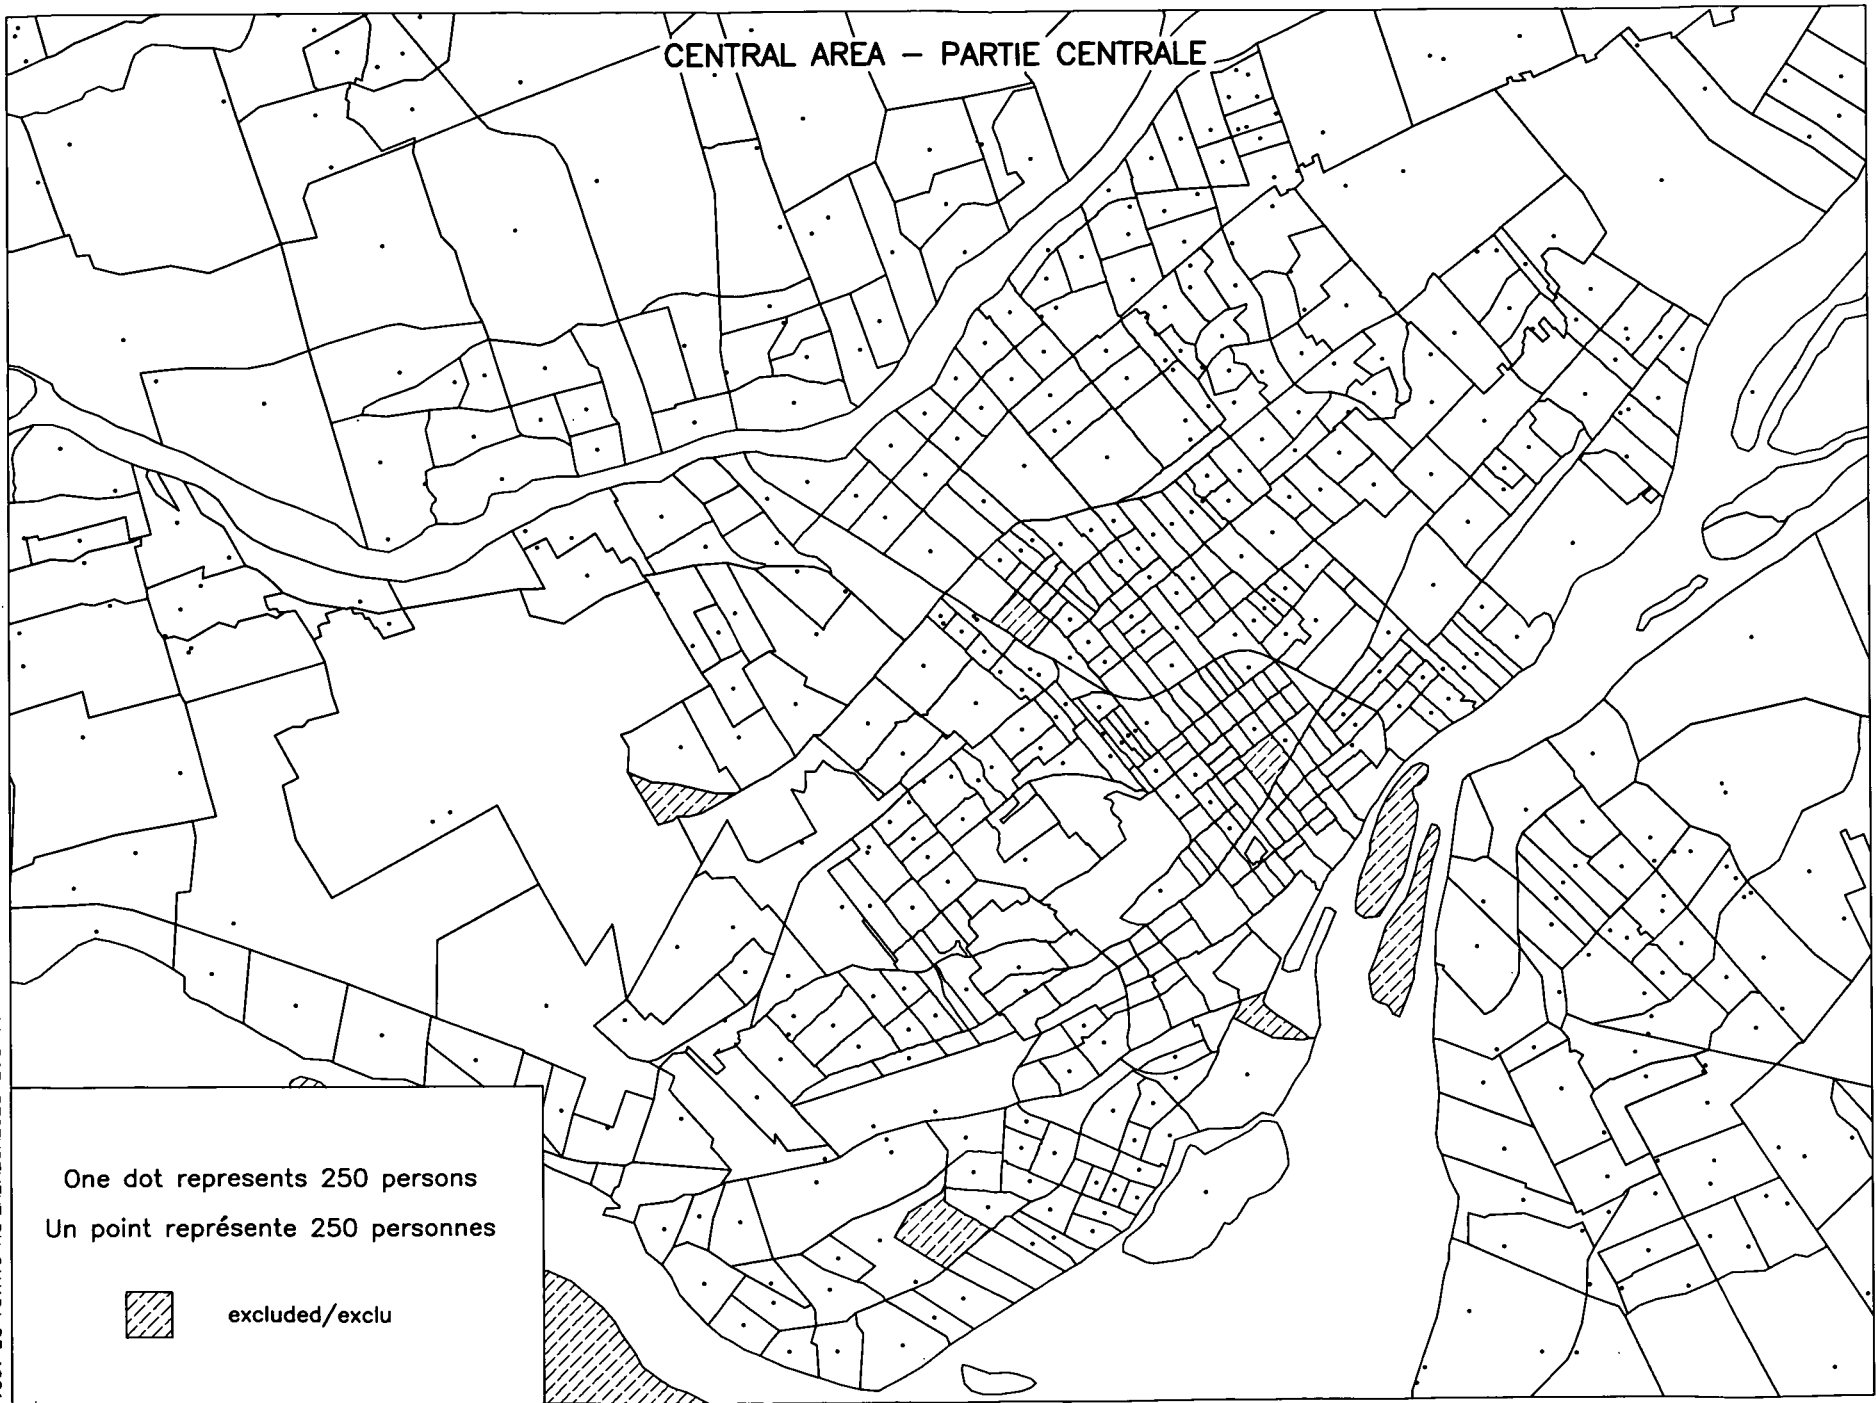 CENTRAL AREA – PARTIE CENTRALE
One dot represents 250 persons
Un point représente 250 personnes
excluded/exclu